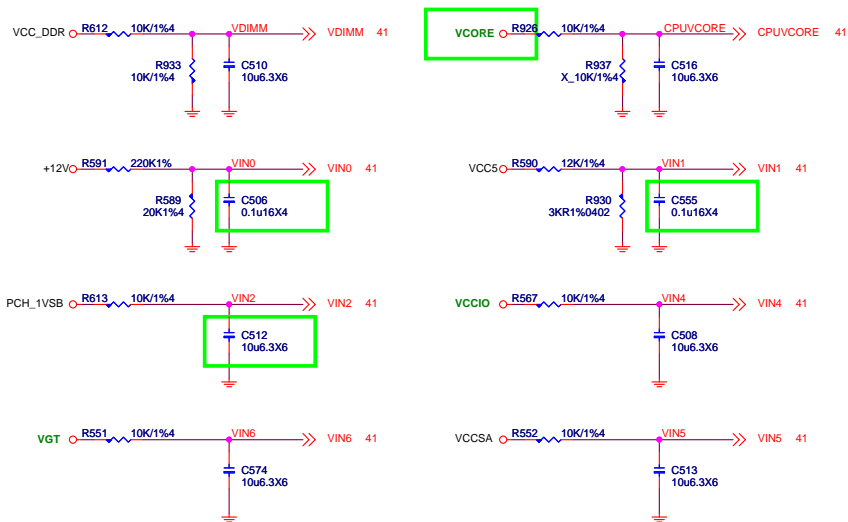 VCC_DDR R612 10K/1%4 VDIMM VDIMM 41
R933
10K/1%4
C510
10u6.3X6
VCORE R926 10K/1%4 CPUVCORE CPUVCORE 41
R937
X_10K/1%4
C516
10u6.3X6
+12V R591 220K1% VIN0 VIN0 41
R589
20K1%4
C506
0.1u16X4
VCC5 R590 12K/1%4 VIN1 VIN1 41
R930
3KR1%0402
C555
0.1u16X4
PCH_1VSB R613 10K/1%4 VIN2 VIN2 41
C512
10u6.3X6
VCCIO R567 10K/1%4 VIN4 VIN4 41
C508
10u6.3X6
VGT R551 10K/1%4 VIN6 VIN6 41
C574
10u6.3X6
VCCSA R552 10K/1%4 VIN5 VIN5 41
C513
10u6.3X6